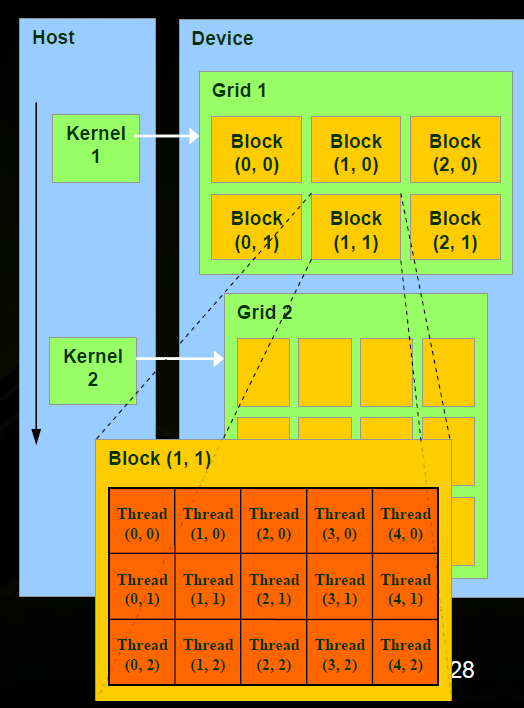 Host
Device
Grid 1
Kernel
1
Block
(0, 0)
Block
(1, 0)
Block
(2, 0)
Block
(0, 1)
Block
(1, 1)
Block
(2, 1)
Grid 2
Kernel
2
Block (1, 1)
Thread
(0, 0)
Thread
(1, 0)
Thread
(2, 0)
Thread
(3, 0)
Thread
(4, 0)
Thread
(0, 1)
Thread
(1, 1)
Thread
(2, 1)
Thread
(3, 1)
Thread
(4, 1)
Thread
(0, 2)
Thread
(1, 2)
Thread
(2, 2)
Thread
(3, 2)
Thread
(4, 2)
28